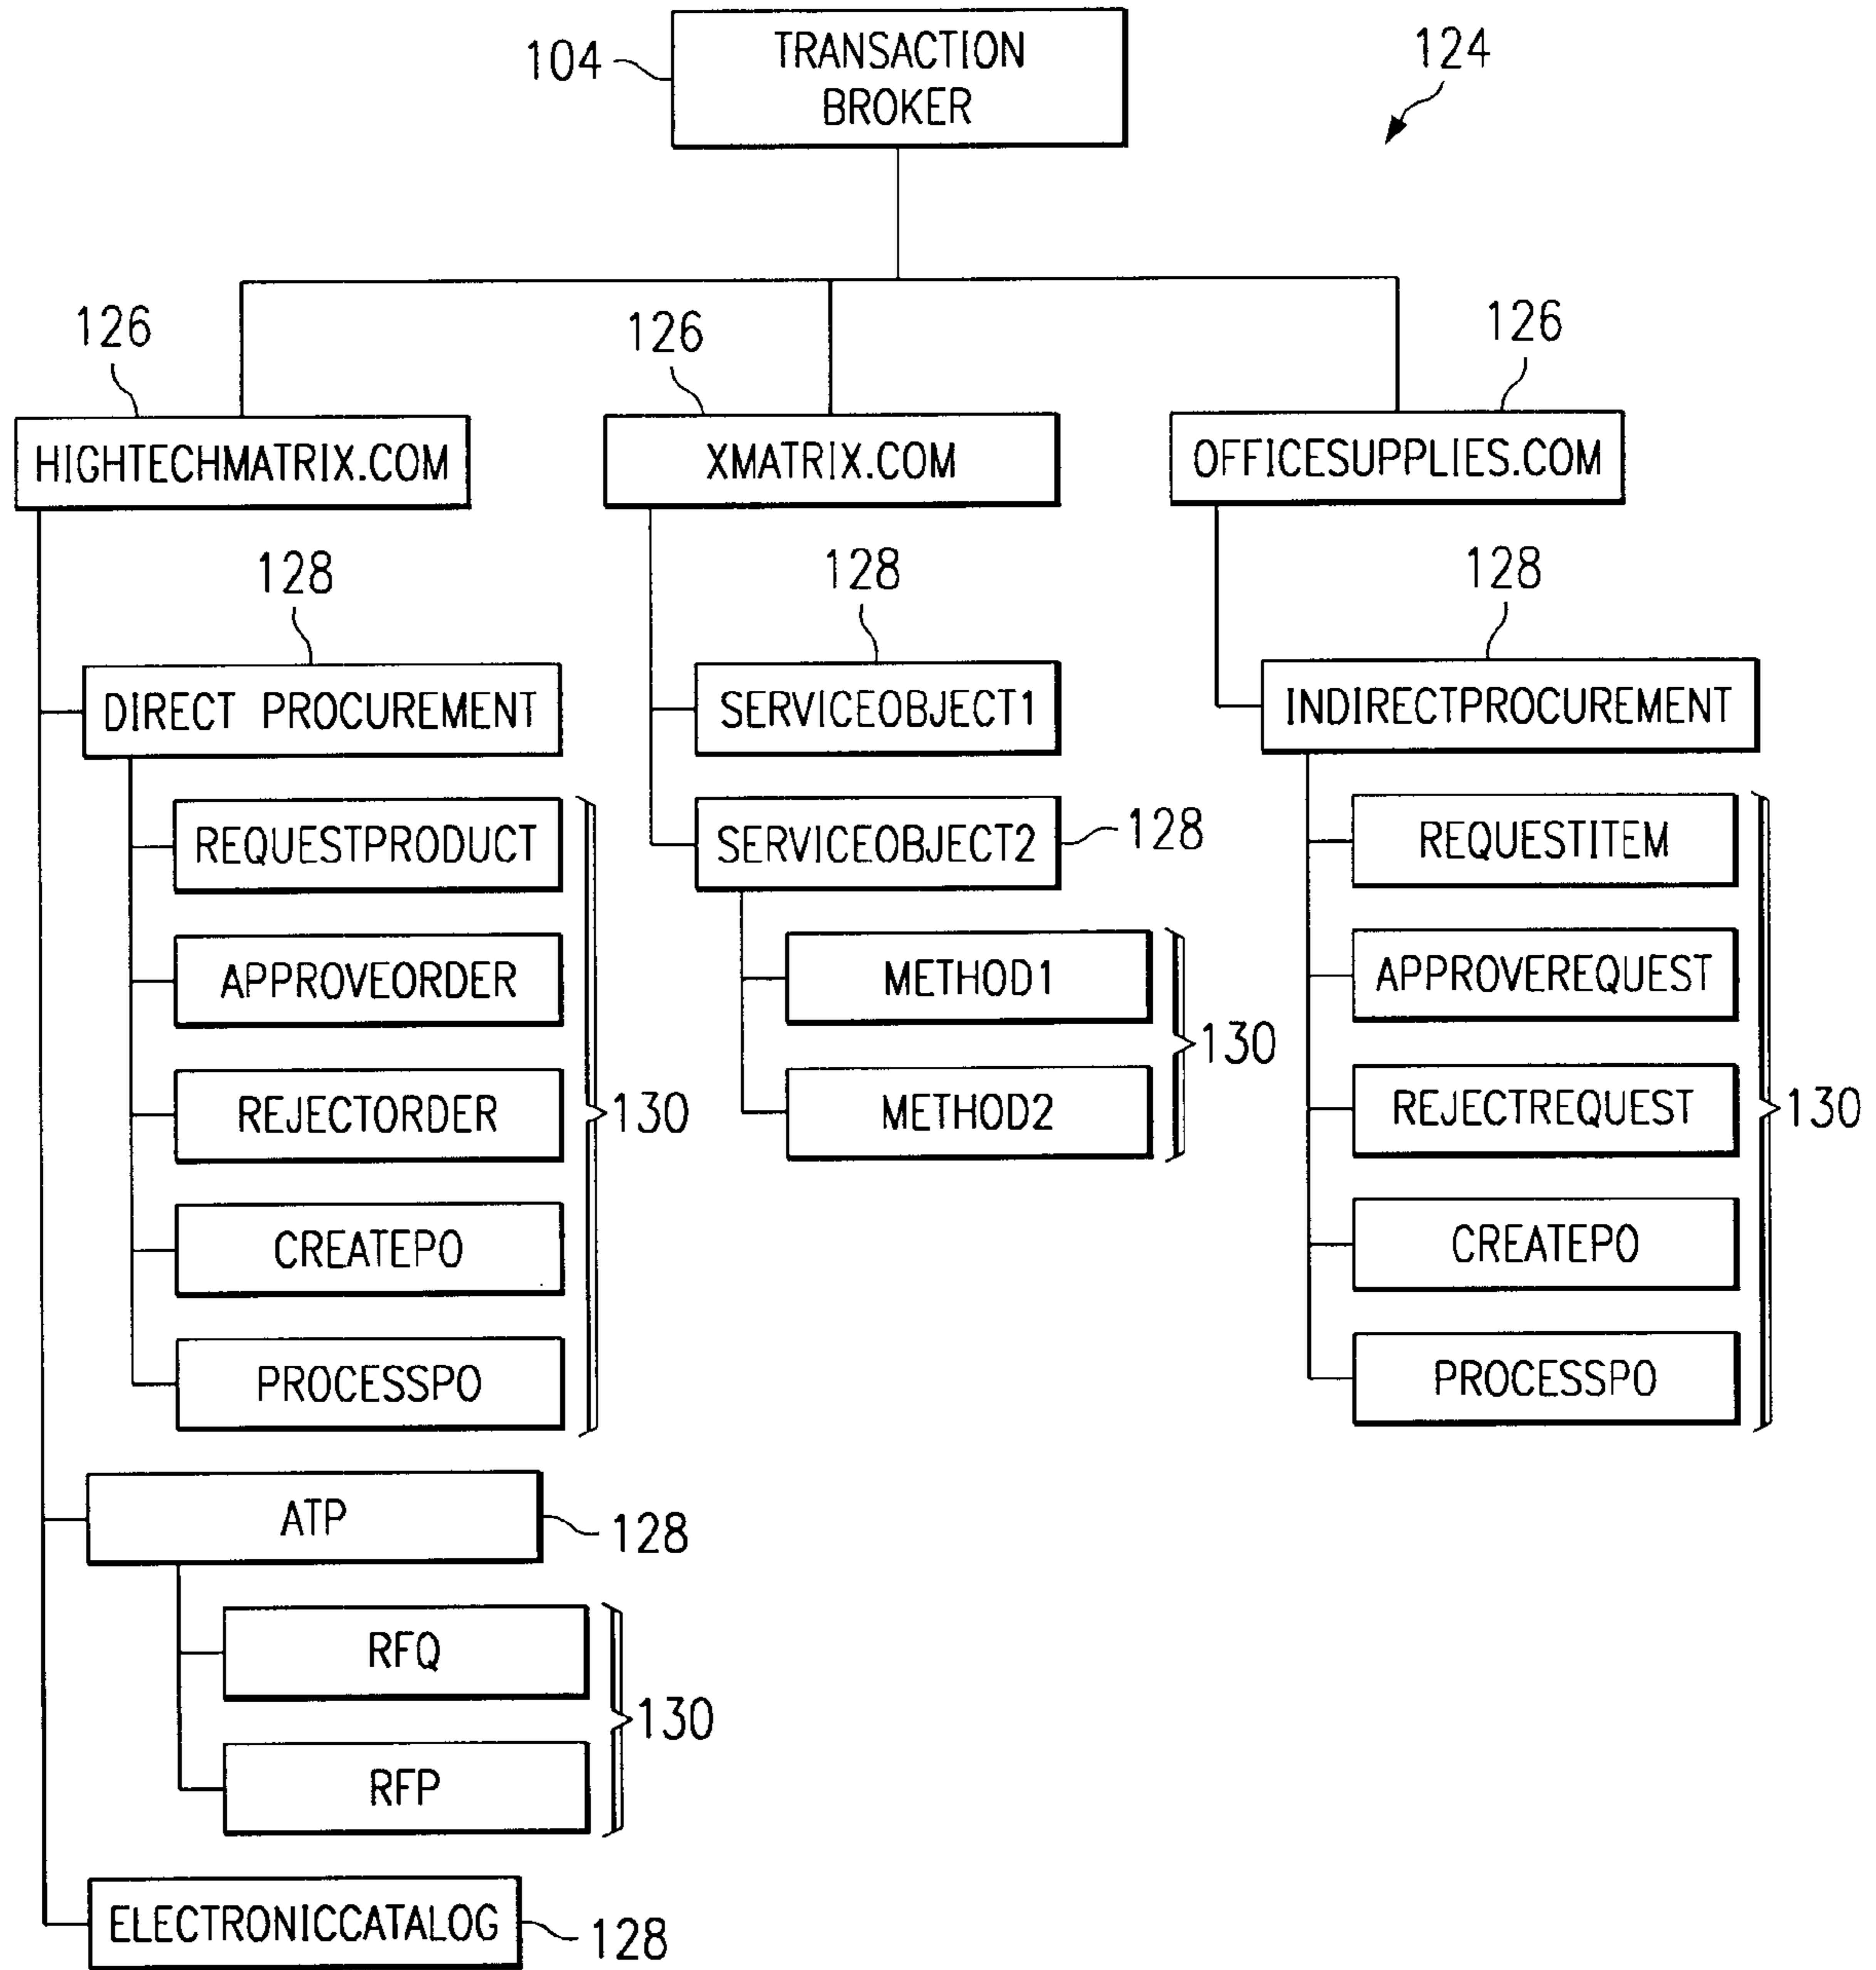 TRANSACTION
BROKER
104
124
126
126
126
HIGHTECHMATRIX.COM
XMATRIX.COM
OFFICESUPPLIES.COM
128
128
128
DIRECT PROCUREMENT
SERVICEOBJECT1
INDIRECTPROCUREMENT
REQUESTPRODUCT
SERVICEOBJECT2
128
REQUESTITEM
APPROVEORDER
METHOD1
APPROVEREQUEST
130
REJECTORDER
130
METHOD2
REJECTREQUEST
130
CREATEPO
CREATEPO
PROCESSPO
PROCESSPO
ATP
128
RFQ
130
RFP
ELECTRONICCATALOG
128